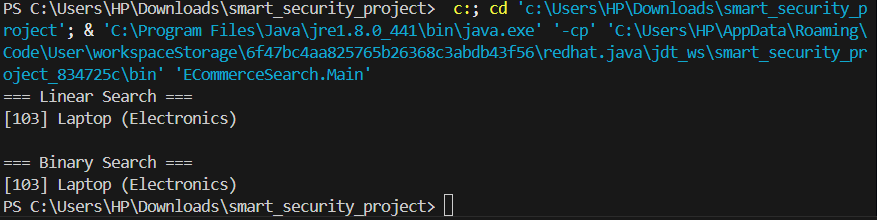 PS C:\Users\HP\Downloads\smart_security_project>  c:; cd 'c:\Users\HP\Downloads\smart_security_p
roject'; & 'C:\Program Files\Java\jre1.8.0_441\bin\java.exe' '-cp' 'C:\Users\HP\AppData\Roaming\
Code\User\workspaceStorage\6f47bc4aa825765b26368c3abdb43f56\redhat.java\jdt_ws\smart_security_pr
oject_834725c\bin' 'ECommerceSearch.Main'
=== Linear Search ===
[103] Laptop (Electronics)

=== Binary Search ===
[103] Laptop (Electronics)
PS C:\Users\HP\Downloads\smart_security_project>